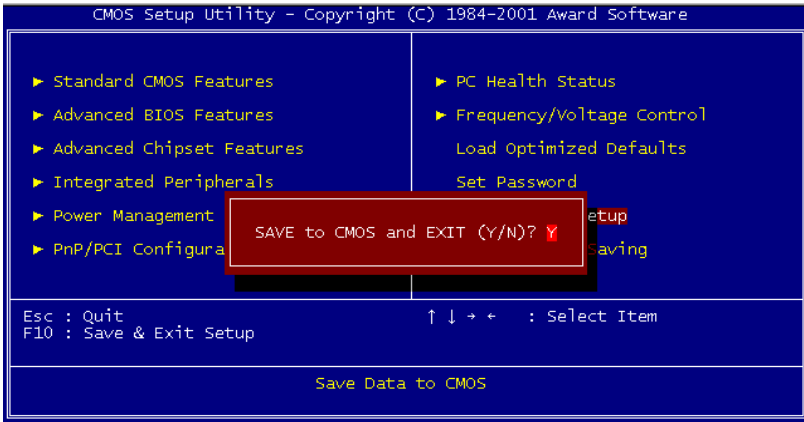 CMOS Setup Utility - Copyright (C) 1984-2001 Award Software
► Standard CMOS Features
► Advanced BIOS Features
► Advanced Chipset Features
► Integrated Peripherals
► Power Management
► PnP/PCI Configura
► PC Health Status
► Frequency/Voltage Control
Load Optimized Defaults
Set Password
etup
aving
SAVE to CMOS and EXIT (Y/N)? Y
Esc : Quit
F10 : Save & Exit Setup
↑ ↓ → ← : Select Item
Save Data to CMOS